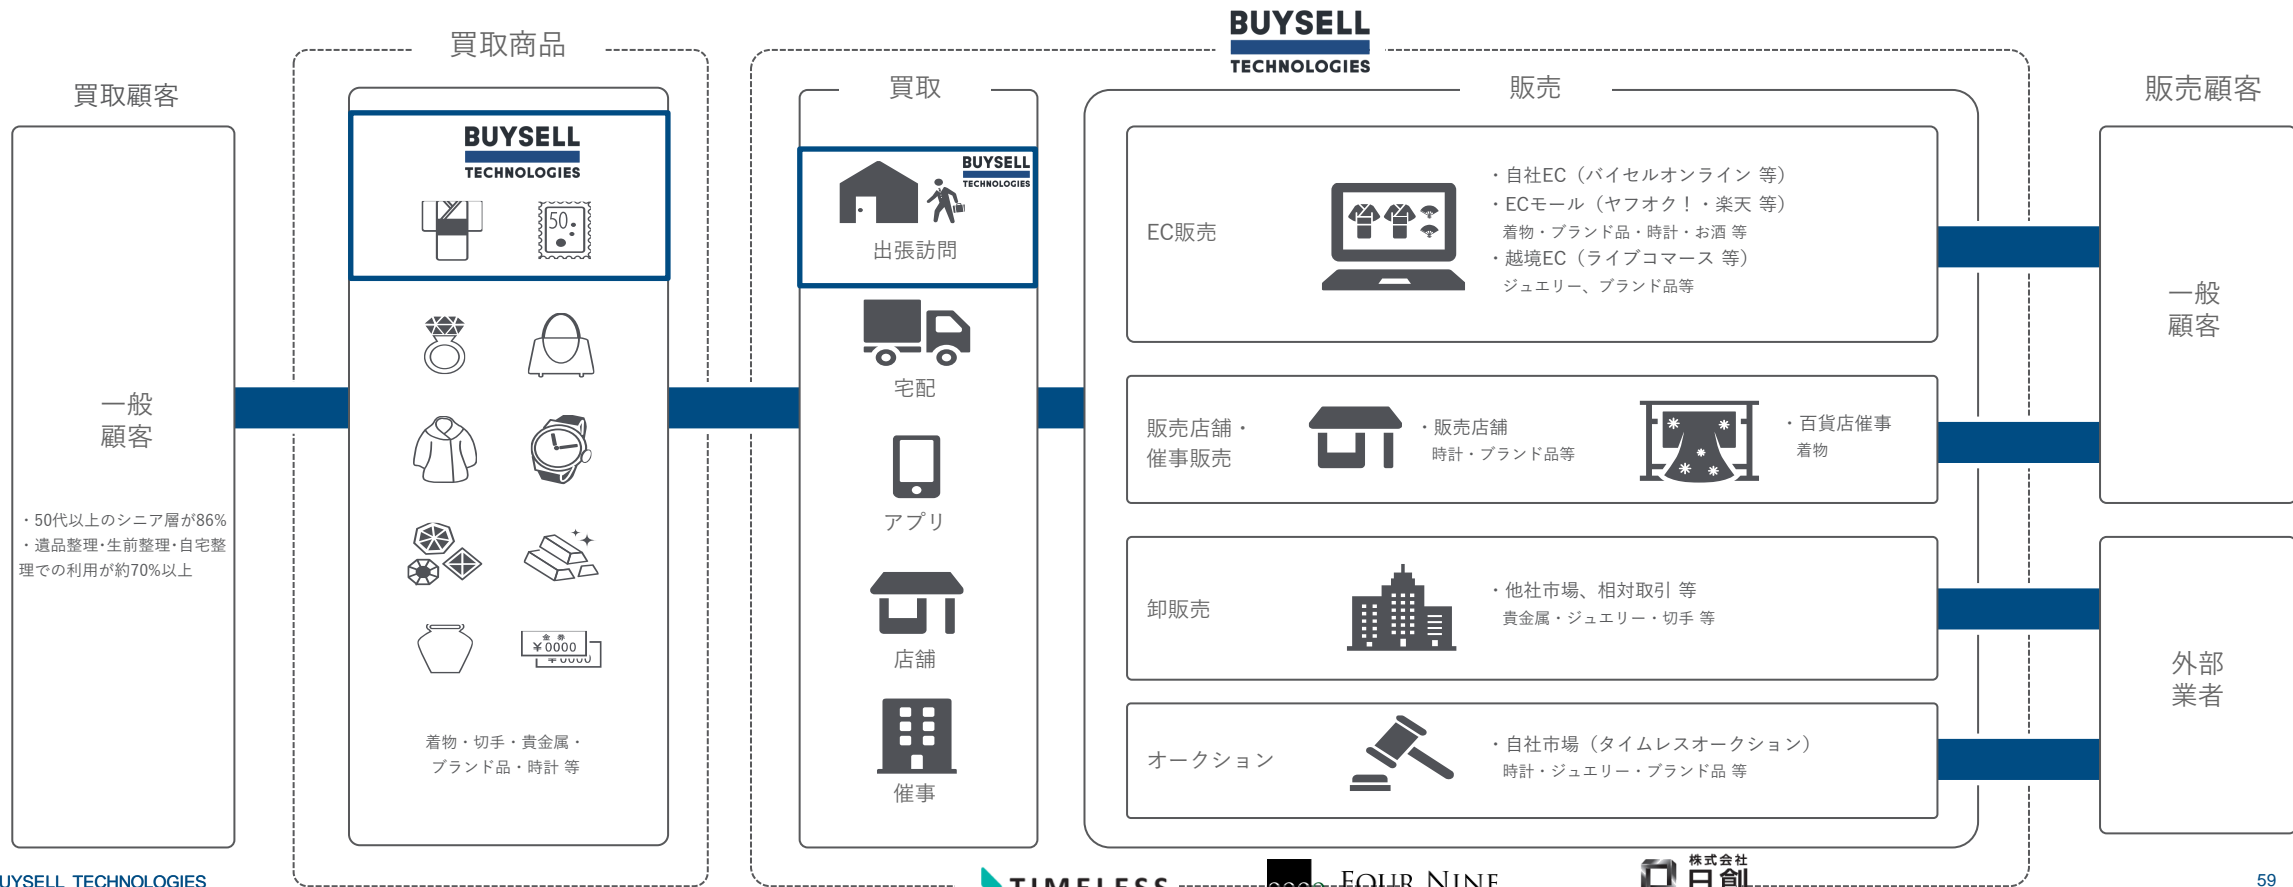 BUYSELL
TECHNOLOGIES
買取顧客
一般
顧客
・50代以上のシニア層が86%
・遺品整理・生前整理・自宅整
理での利用が約70%以上
買取商品
BUYSELL
TECHNOLOGIES
50
金 券
¥0000
¥0000
着物・切手・貴金属・
ブランド品・時計 等
買取
BUYSELL
TECHNOLOGIES
出張訪問
宅配
アプリ
店舗
催事
販売
EC販売
・自社EC（バイセルオンライン 等）
・ECモール（ヤフオク！・楽天 等）
着物・ブランド品・時計・お酒 等
・越境EC（ライブコマース 等）
ジュエリー、ブランド品等
販売店舗・
催事販売
・販売店舗
時計・ブランド品等
・百貨店催事
着物
卸販売
・他社市場、相対取引 等
貴金属・ジュエリー・切手 等
オークション
・自社市場（タイムレスオークション）
時計・ジュエリー・ブランド品 等
販売顧客
一般
顧客
外部
業者
UYSELL TECHNOLOGIES
TIMELESS
FOUR NINE
株式会社
日創
59